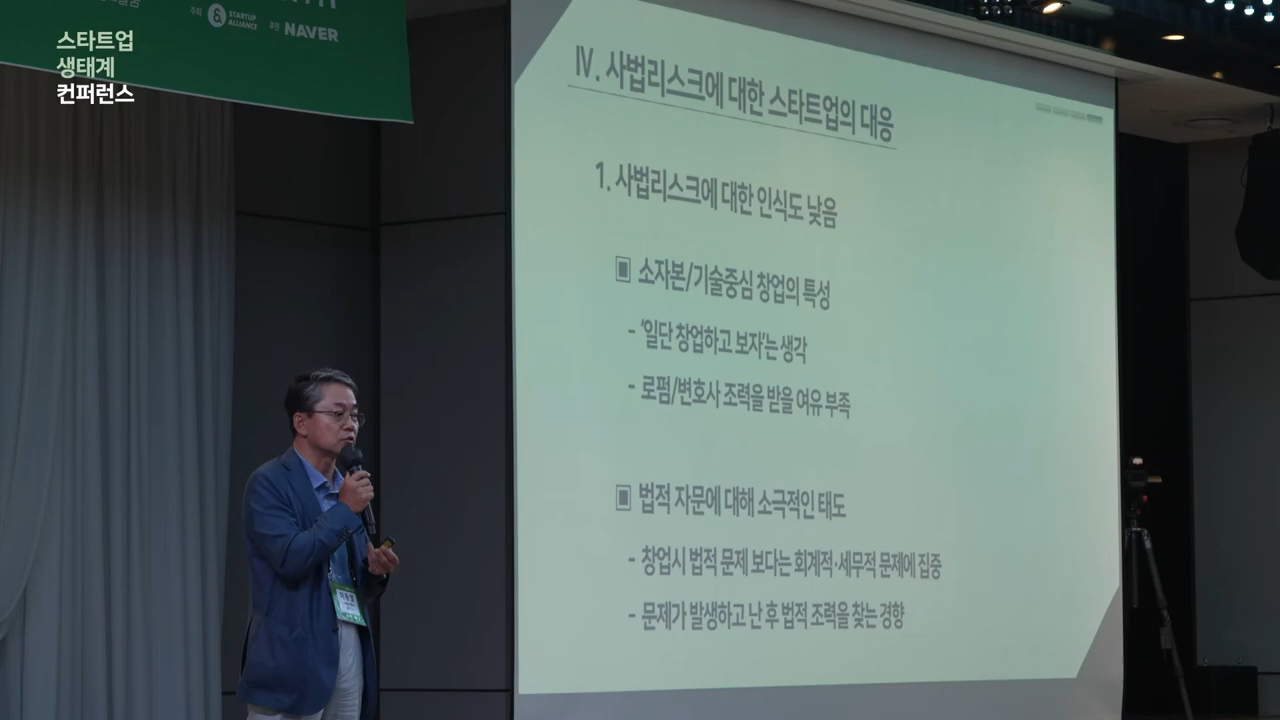 주최 & STARTUP ALLIANCE 후원 NAVER
스타트업
생태계
컨퍼런스
Ⅳ. 사법리스크에 대한 스타트업의 대응
1. 사법리스크에 대한 인식도 낮음
▣ 소자본/기술중심 창업의 특성
- ‘일단 창업하고 보자’는 생각
- 로펌/변호사 조력을 받을 여유 부족
▣ 법적 자문에 대해 소극적인 태도
- 창업시 법적 문제 보다는 회계적·세무적 문제에 집중
- 문제가 발생하고 난 후 법적 조력을 찾는 경향